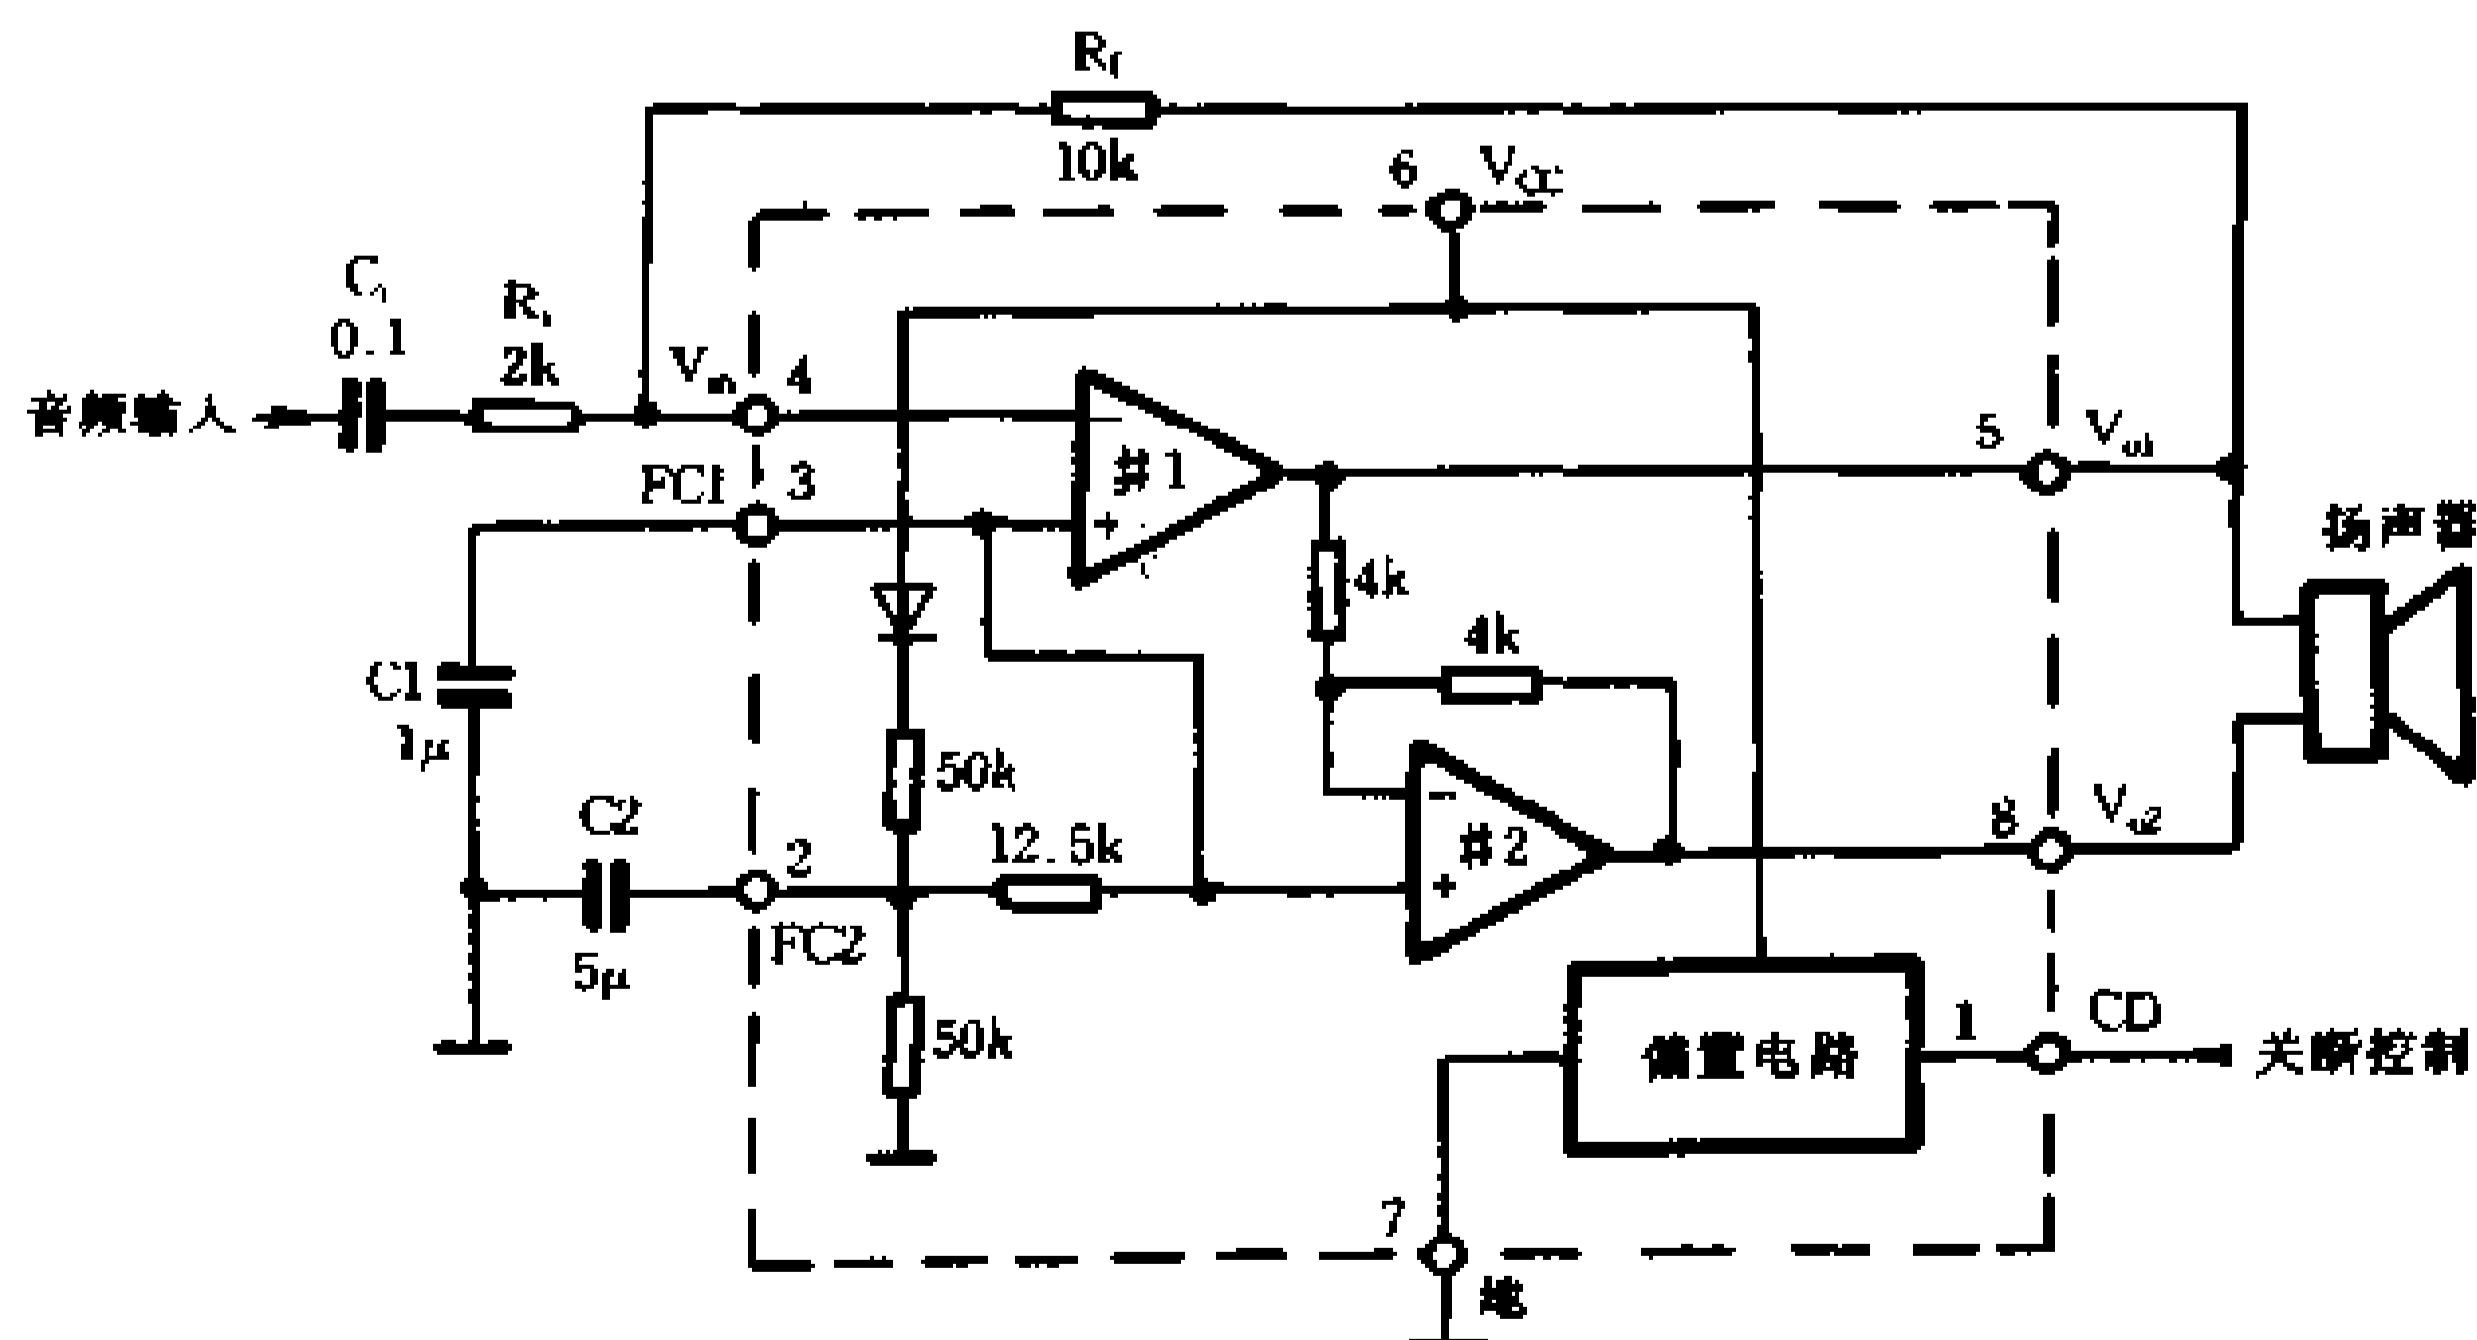 Rf
10k
6 VCC
Ci
0.1
Ri
2k
Vin 4
音频输入
FC1 3
#1
-
+
5 Vo1
扬声器
4k
4k
C1
1μ
50k
C2
5μ
2
FC2
12.5k
#2
-
+
8 Vo2
50k
偏置电路
1 CD
关断控制
7
地